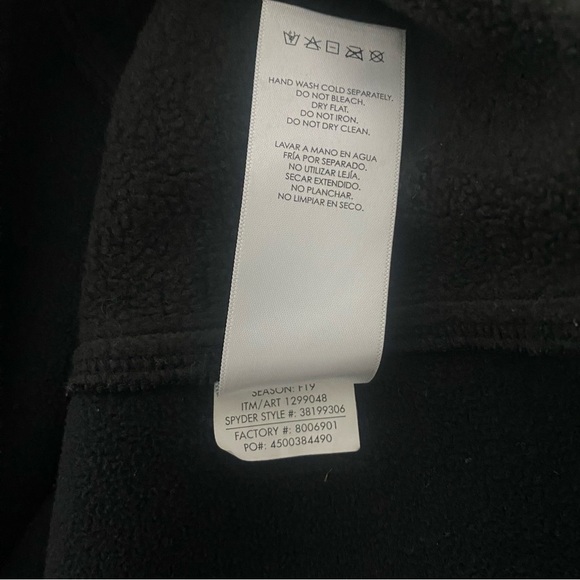 HAND WASH COLD SEPARATELY.
DO NOT BLEACH.
DRY FLAT.
DO NOT IRON.
DO NOT DRY CLEAN.
LAVAR A MANO EN AGUA
FRÍA POR SEPARADO.
NO UTILIZAR LEJÍA.
SECAR EXTENDIDO.
NO PLANCHAR.
NO LIMPIAR EN SECO.
SEASON: F19
ITM/ART 1299048
SPYDER STYLE #: 38199306
FACTORY #: 8006901
PO#: 4500384490